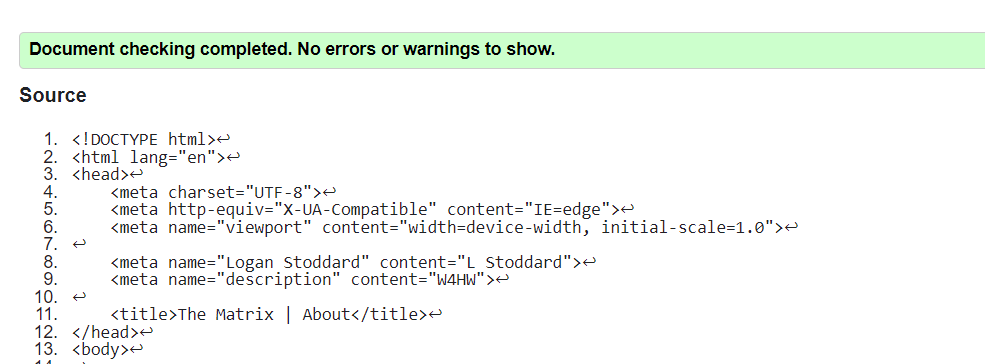 Document checking completed. No errors or warnings to show.
Source
1. <!DOCTYPE html>↩
2. <html lang="en">↩
3. <head>↩
4.     <meta charset="UTF-8">↩
5.     <meta http-equiv="X-UA-Compatible" content="IE=edge">↩
6.     <meta name="viewport" content="width=device-width, initial-scale=1.0">↩
7. ↩
8.     <meta name="Logan Stoddard" content="L Stoddard">↩
9.     <meta name="description" content="W4HW">↩
10. ↩
11.     <title>The Matrix | About</title>↩
12. </head>↩
13. <body>↩